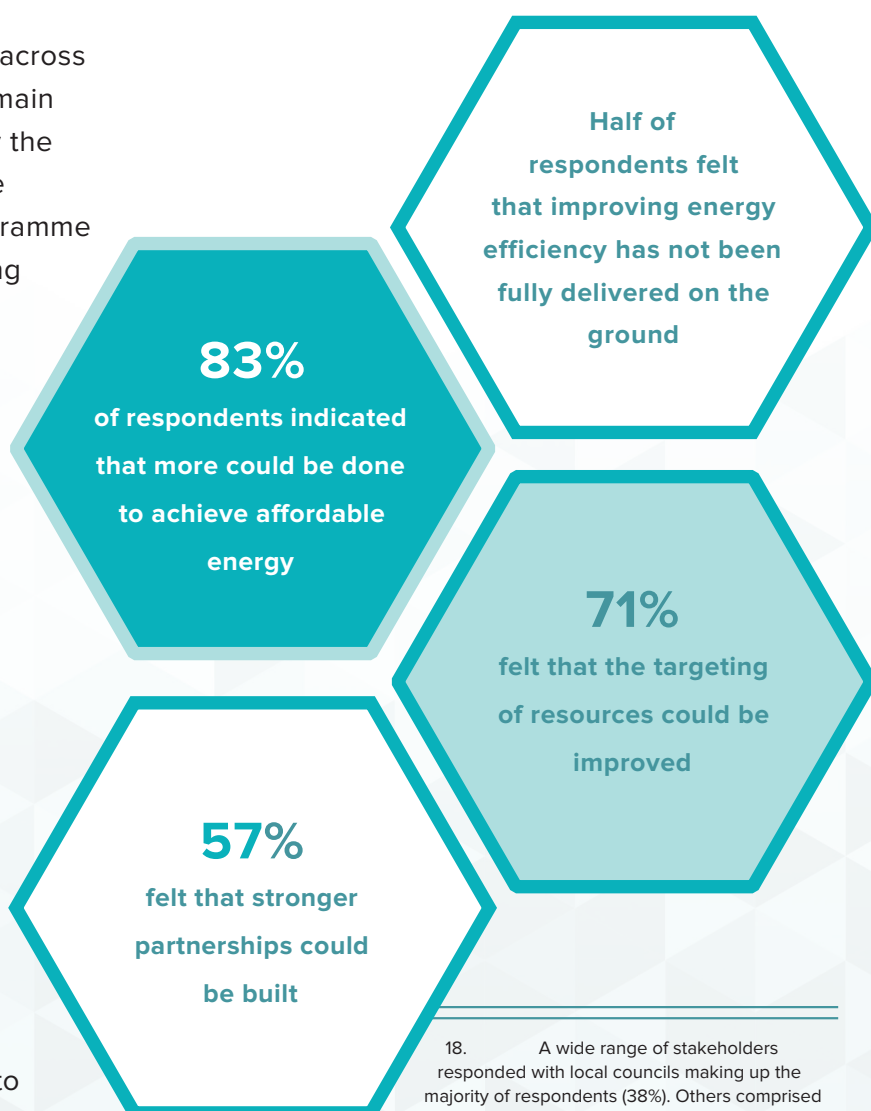 across
main
the
ramme
Half of
respondents felt
that improving energy
efficiency has not been
fully delivered on the
ground
83%
of respondents indicated
that more could be done
to achieve affordable
energy
71%
felt that the targeting
of resources could be
improved
57%
felt that stronger
partnerships could
be built
to
18. A wide range of stakeholders
responded with local councils making up the
majority of respondents (38%). Others comprised